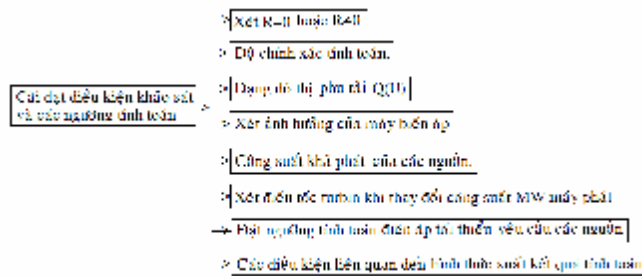 Cài đặt điều kiện khảo sát
và các ngưỡng tính toán
Xét R=0 hoặc R≠0
Độ chính xác tính toán.
Dạng đồ thị phụ tải Q(U)
Xét ảnh hưởng của máy biến áp
Công suất khả phát của các nguồn.
Xét điều tốc turbin khi thay đổi công suất MW máy phát
Đặt ngưỡng tính toán điện áp tối thiểu yêu cầu các nguồn
Các điều kiện liên quan đến hình thức xuất kết quả tính toán